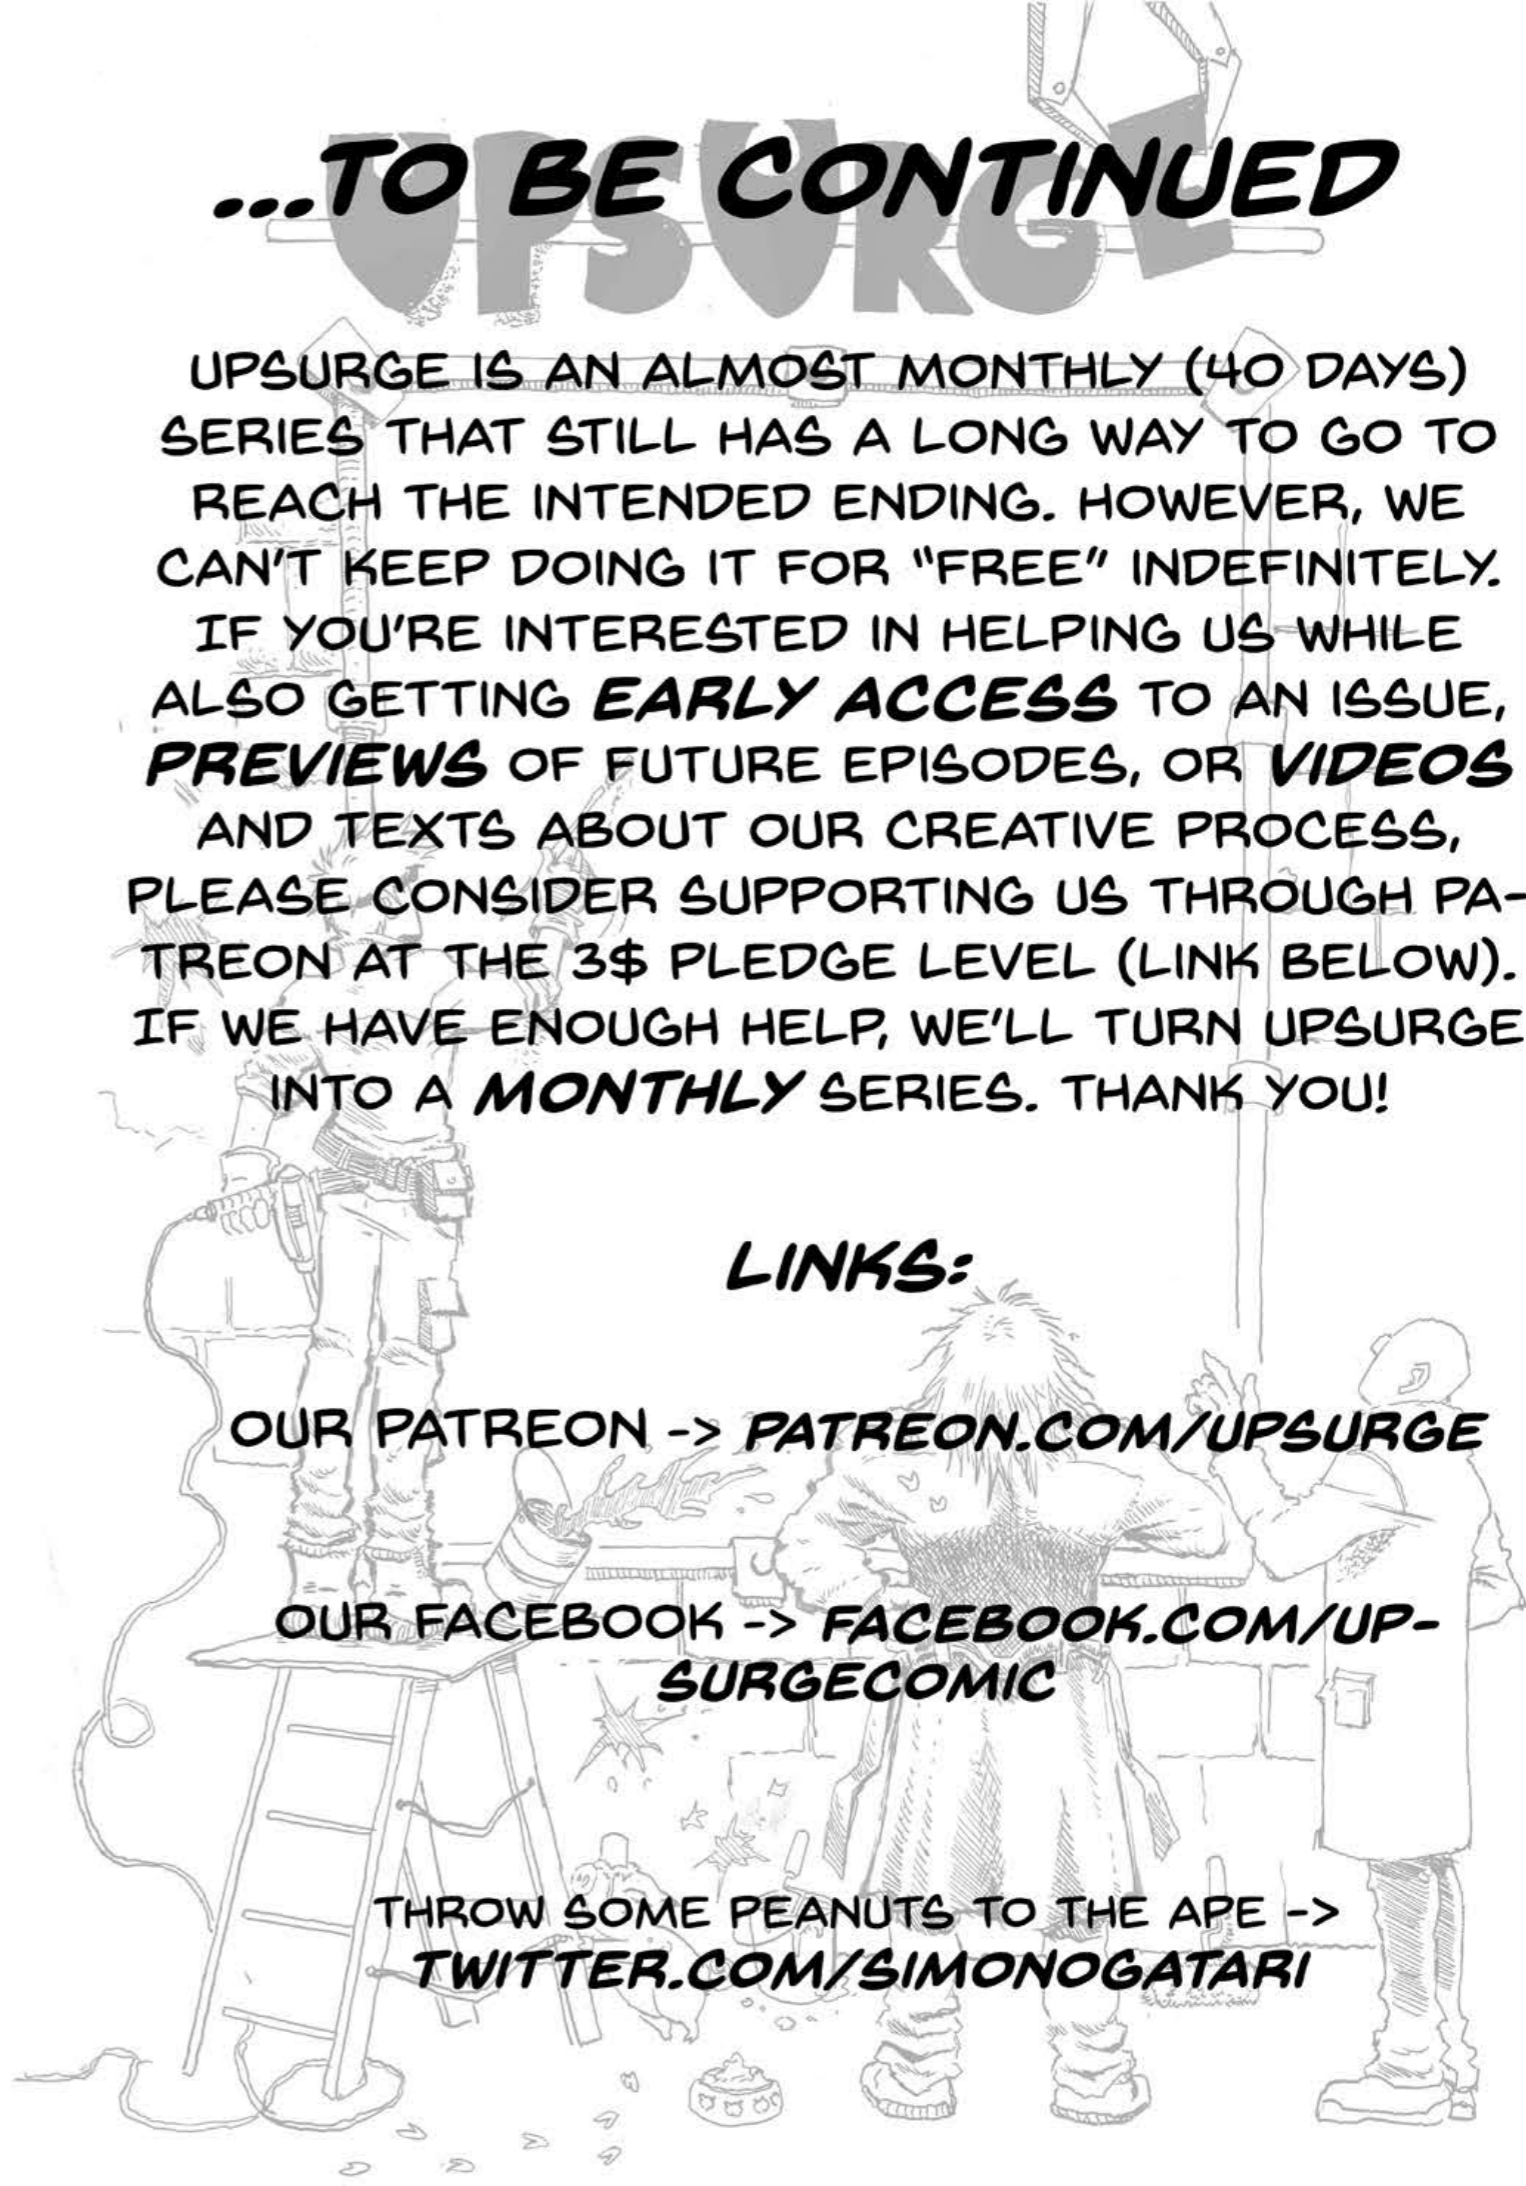 ...TO BE CONTINUED
UPSURGE
UPSURGE IS AN ALMOST MONTHLY (40 DAYS)
SERIES THAT STILL HAS A LONG WAY TO GO TO
REACH THE INTENDED ENDING. HOWEVER, WE
CAN'T KEEP DOING IT FOR "FREE" INDEFINITELY.
IF YOU'RE INTERESTED IN HELPING US WHILE
ALSO GETTING EARLY ACCESS TO AN ISSUE,
PREVIEWS OF FUTURE EPISODES, OR VIDEOS
AND TEXTS ABOUT OUR CREATIVE PROCESS,
PLEASE CONSIDER SUPPORTING US THROUGH PA-
TREON AT THE 3$ PLEDGE LEVEL (LINK BELOW).
IF WE HAVE ENOUGH HELP, WE'LL TURN UPSURGE
INTO A MONTHLY SERIES. THANK YOU!
LINKS:
OUR PATREON -> PATREON.COM/UPSURGE
OUR FACEBOOK -> FACEBOOK.COM/UP-
SURGECOMIC
THROW SOME PEANUTS TO THE APE ->
TWITTER.COM/SIMONOGATARI